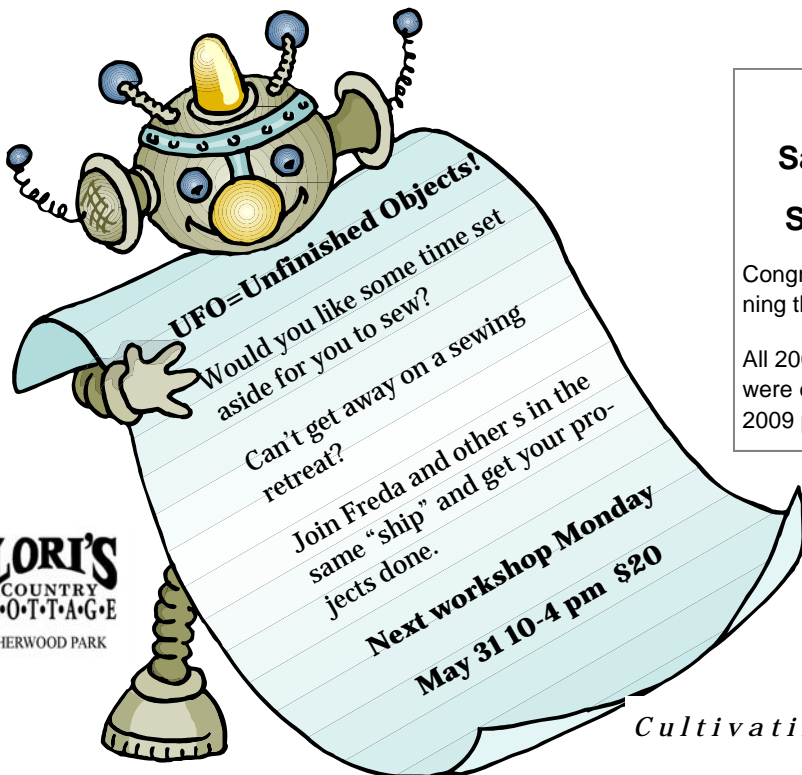 UFO=Unfinished Objects!
Would you like some time set
aside for you to sew?
Can't get away on a sewing
retreat?
Join Freda and other s in the
same "ship" and get your pro-
jects done.
Next workshop Monday
May 31 10-4 pm $20
LORI'S
COUNTRY
O•T•T•A•G•E
HERWOOD PARK
Sa
S
Congr
ning th
All 200
were
2009 p
Cultivati